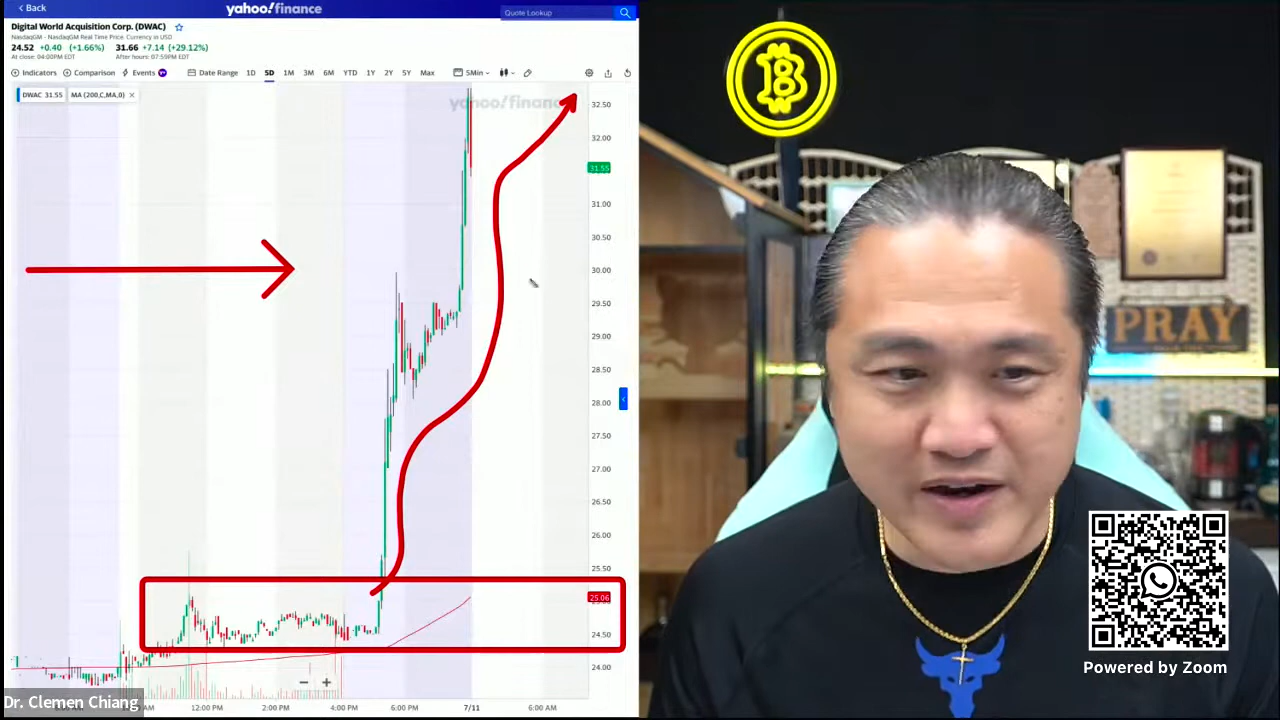 Back
yahoo!finance
Quote Lookup
Digital World Acquisition Corp. (DWAC)
NasdaqGM - NasdaqGM Real Time Price. Currency in USD
24.52 +0.40 (+1.66%) 31.66 +7.14 (+29.12%)
At close: 04:00PM EDT After hours: 07:59PM EDT
Indicators Comparison Events Date Range 1D 5D 1M 3M 6M YTD 1Y 2Y 5Y Max 5Min
DWAC 31.55 MA (200,C,MA,0)
yahoo!finance
32.50
32.00
31.55
31.00
30.50
30.00
29.50
29.00
28.50
28.00
27.50
27.00
26.50
26.00
25.50
25.06
24.50
24.00
12:00 PM 2:00 PM 4:00 PM 6:00 PM 7/11 6:00 AM
Dr. Clemen Chiang
PRAY
Powered by Zoom